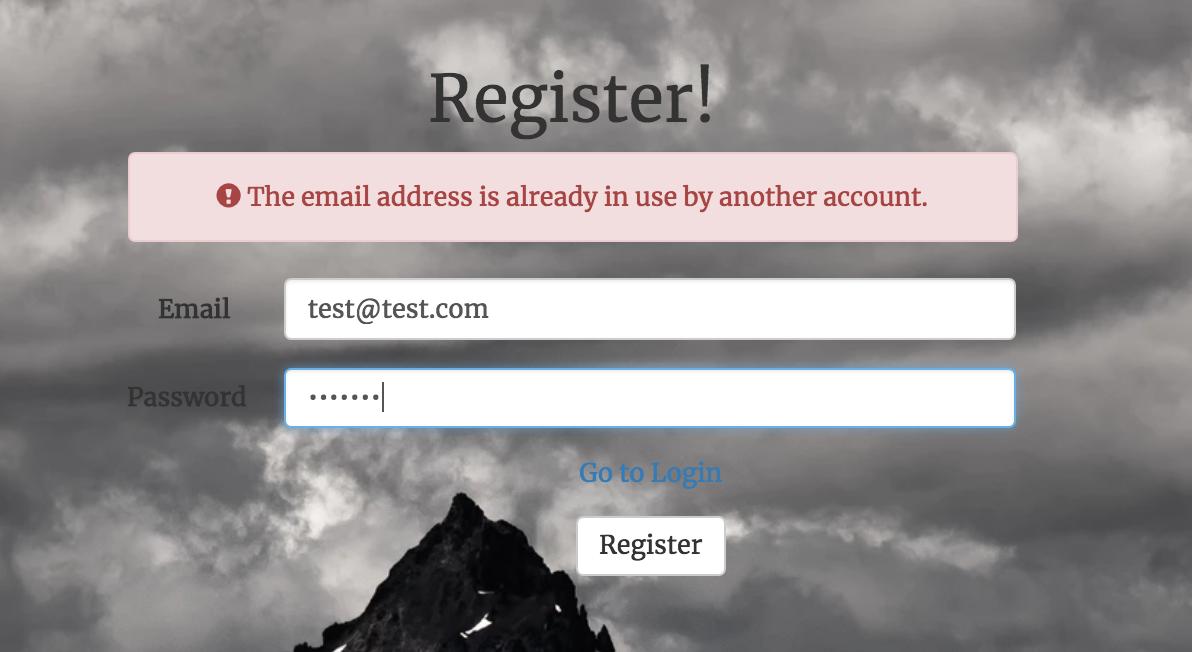 Register!
The email address is already in use by another account.
Email
test@test.com
Password
•••••••
Go to Login
Register